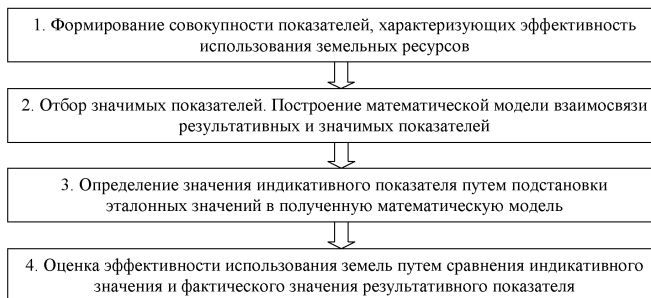 1. Формирование совокупности показателей, характеризующих эффективность
использования земельных ресурсов
2. Отбор значимых показателей. Построение математической модели взаимосвязи
результативных и значимых показателей
3. Определение значения индикативного показателя путем подстановки
эталонных значений в полученную математическую модель
4. Оценка эффективности использования земель путем сравнения индикативного
значения и фактического значения результативного показателя